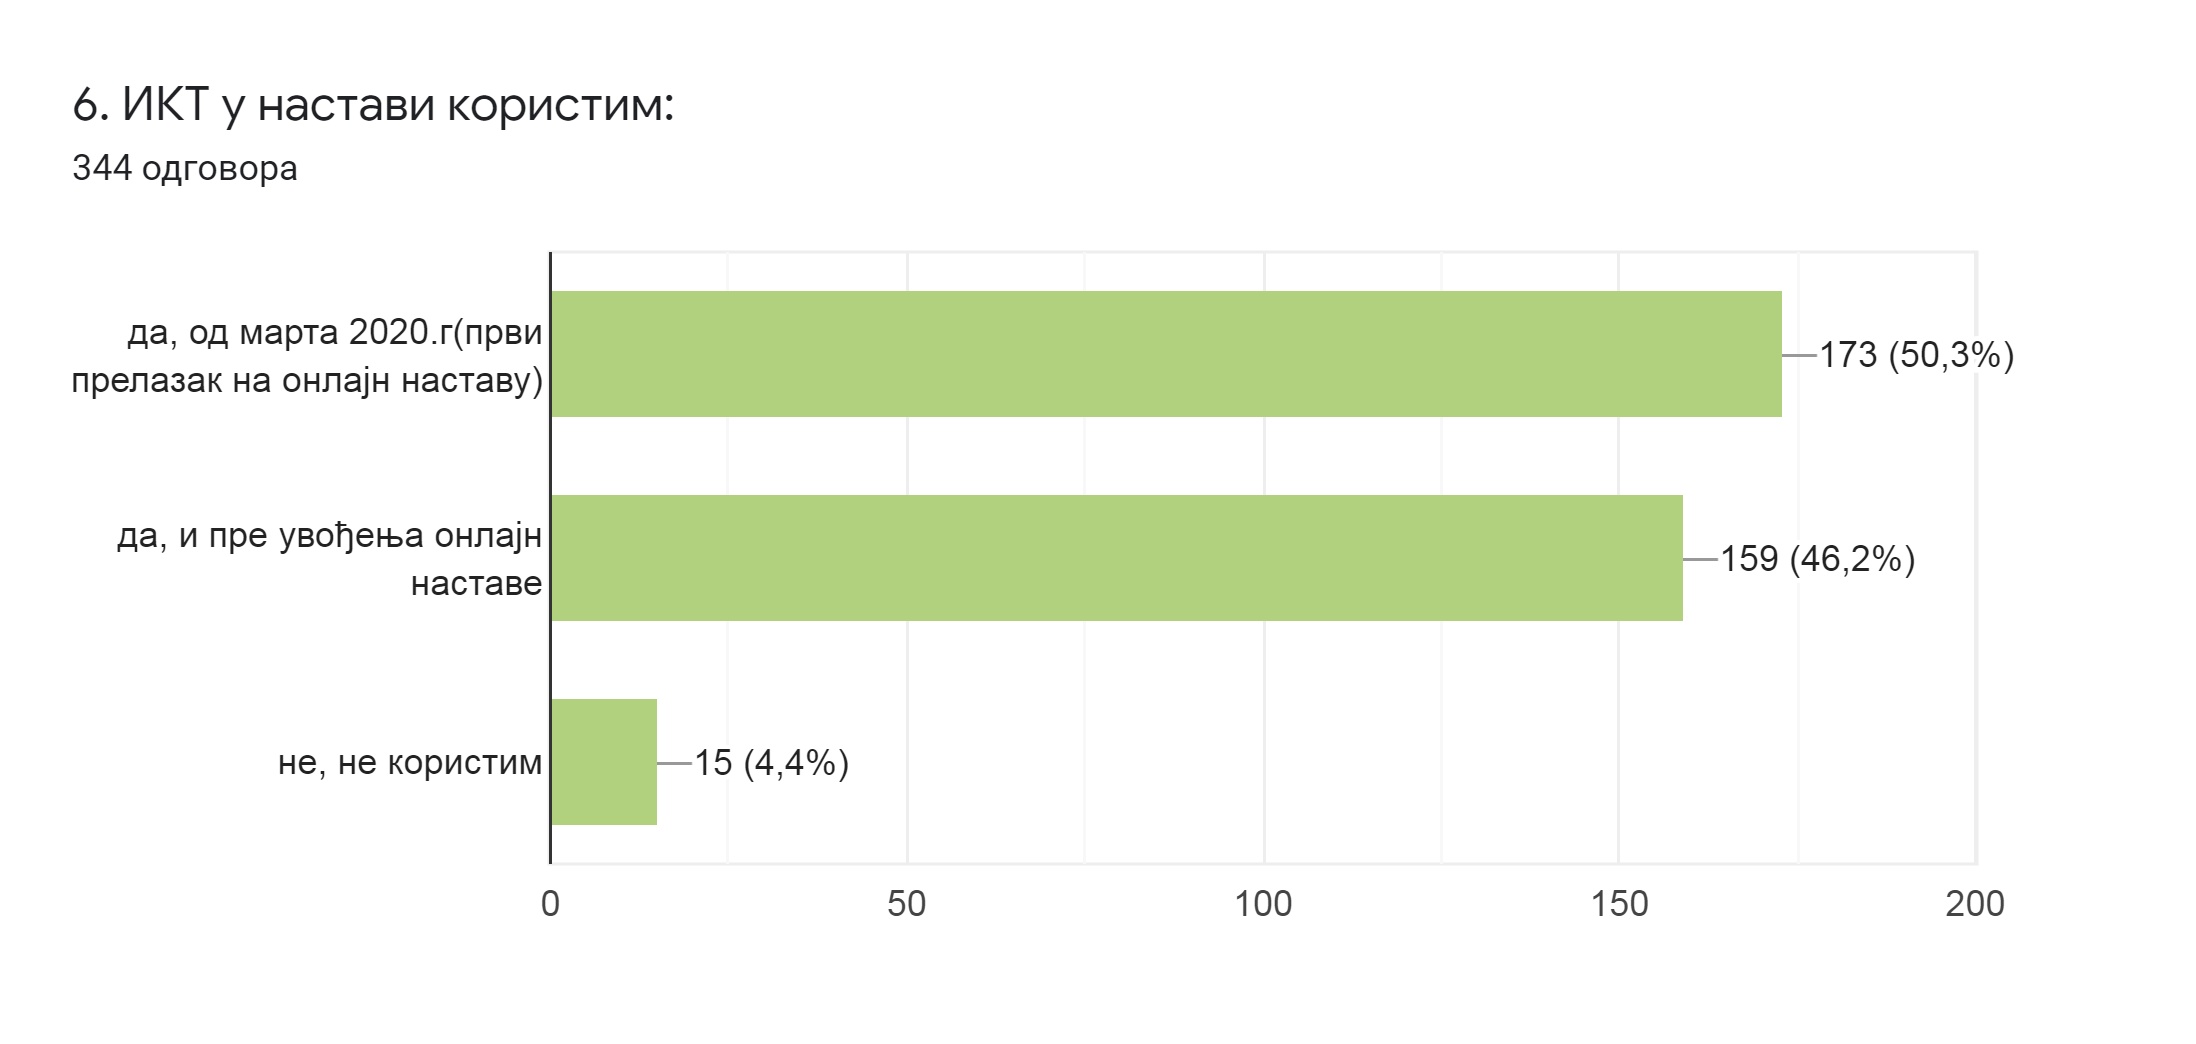 6. ИКТ у настави користим:
344 одговора
да, од марта 2020.г(први
прелазак на онлајн наставу)
173 (50,3%)
да, и пре увођења онлајн
наставе
159 (46,2%)
не, не користим
15 (4,4%)
0 50 100 150 200